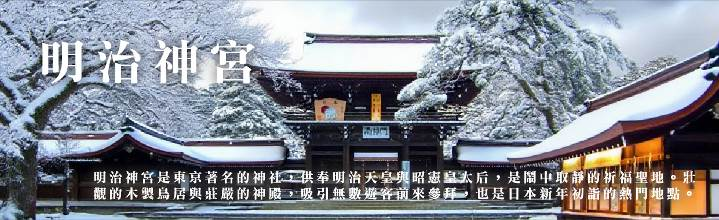 明治神宮
明治神宮是東京著名的神社，供奉明治天皇與昭憲皇太后，是鬧中取靜的祈福聖地。壯
觀的木製鳥居與莊嚴的神殿，吸引無數遊客前來參拜，也是日本新年初詣的熱門地點。